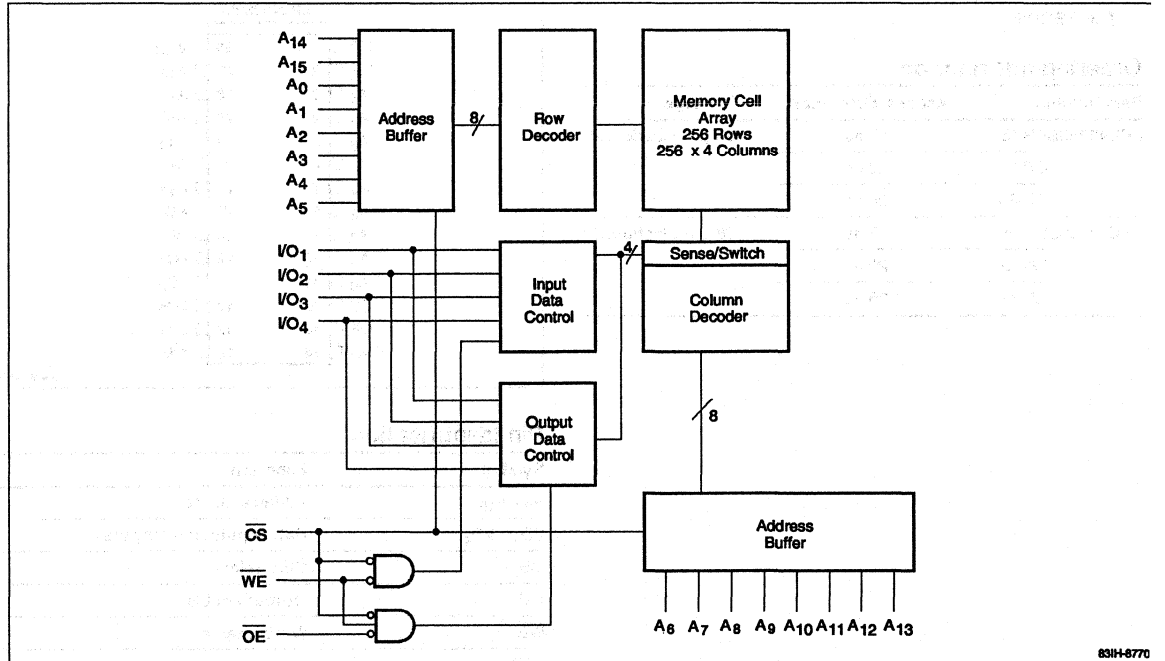 A14
A15
A0
A1
A2
A3
A4
A5
Address
Buffer
8
Row
Decoder
Memory Cell
Array
256 Rows
256 x 4 Columns
I/O1
I/O2
I/O3
I/O4
Input
Data
Control
4
Sense/Switch
Column
Decoder
Output
Data
Control
8
CS
WE
OE
Address
Buffer
A6 A7 A8 A9 A10 A11 A12 A13
83IH-6770